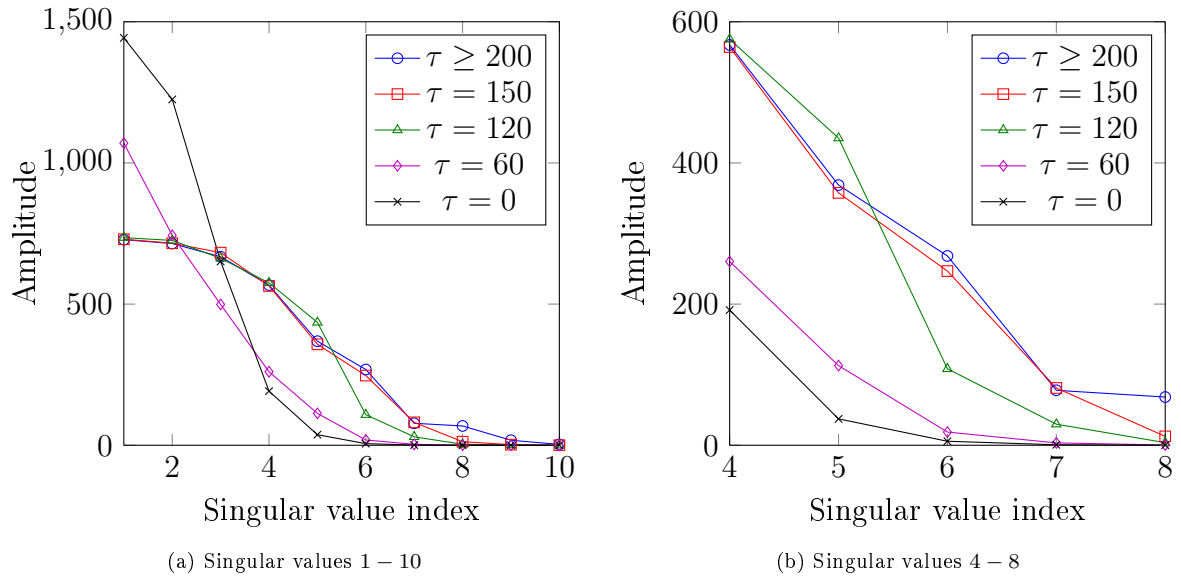 1,500
1,000
500
0
2
4
6
8
10
Amplitude
Singular value index
τ ≥ 200
τ = 150
τ = 120
τ = 60
τ = 0
(a) Singular values 1 − 10
600
400
200
0
4
5
6
7
8
Amplitude
Singular value index
τ ≥ 200
τ = 150
τ = 120
τ = 60
τ = 0
(b) Singular values 4 − 8